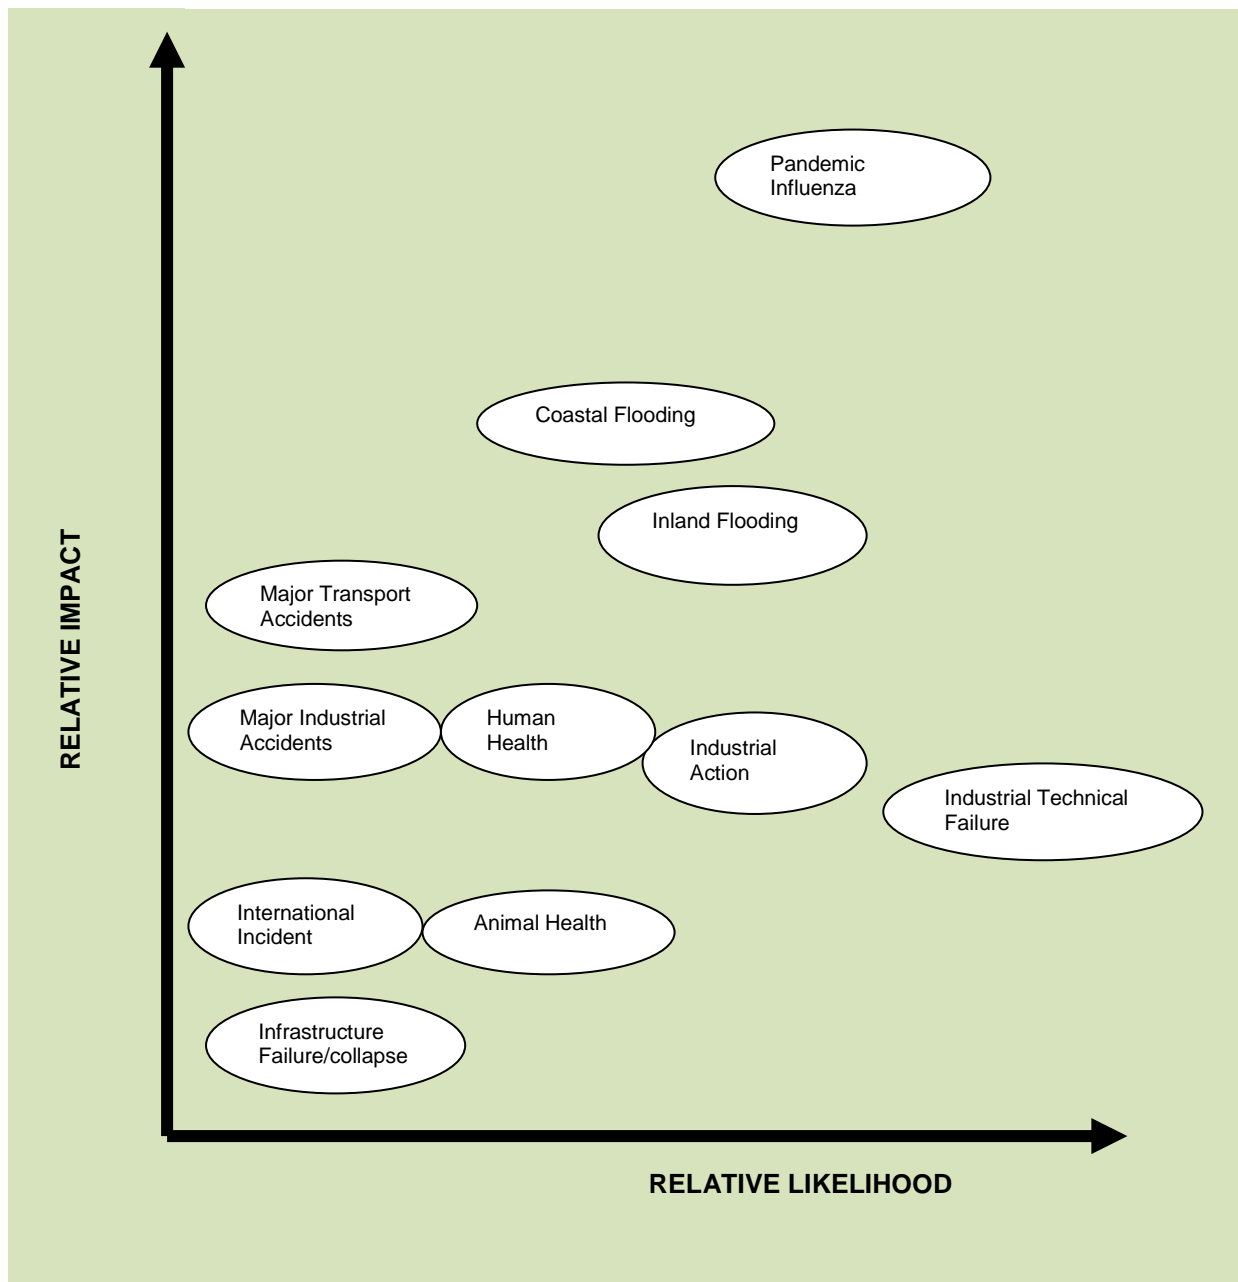 Pandemic
Influenza
Coastal Flooding
Inland Flooding
Major Transport
Accidents
RELATIVE IMPACT
Major Industrial
Accidents
Human
Health
Industrial
Action
Industrial Technical
Failure
International
Incident
Animal Health
Infrastructure
Failure/collapse
RELATIVE LIKELIHOOD